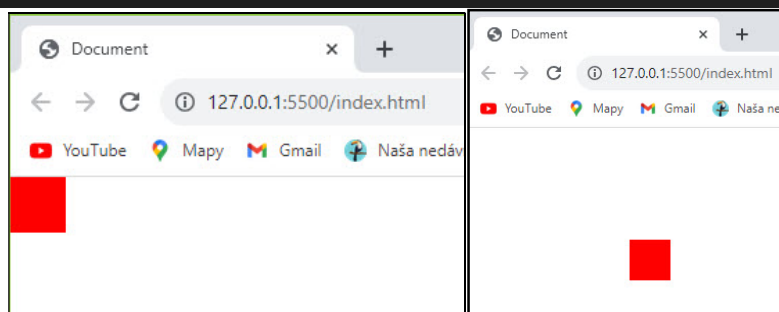 Document
127.0.0.1:5500/index.html
YouTube Mapy Gmail Naša nedáv
Document
127.0.0.1:5500/index.html
YouTube Mapy Gmail Naša ne